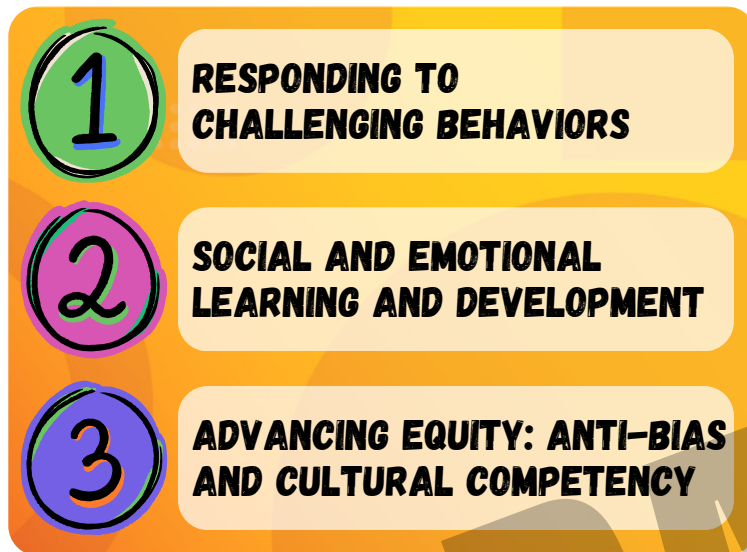 1
RESPONDING TO
CHALLENGING BEHAVIORS
2
SOCIAL AND EMOTIONAL
LEARNING AND DEVELOPMENT
3
ADVANCING EQUITY: ANTI-BIAS
AND CULTURAL COMPETENCY